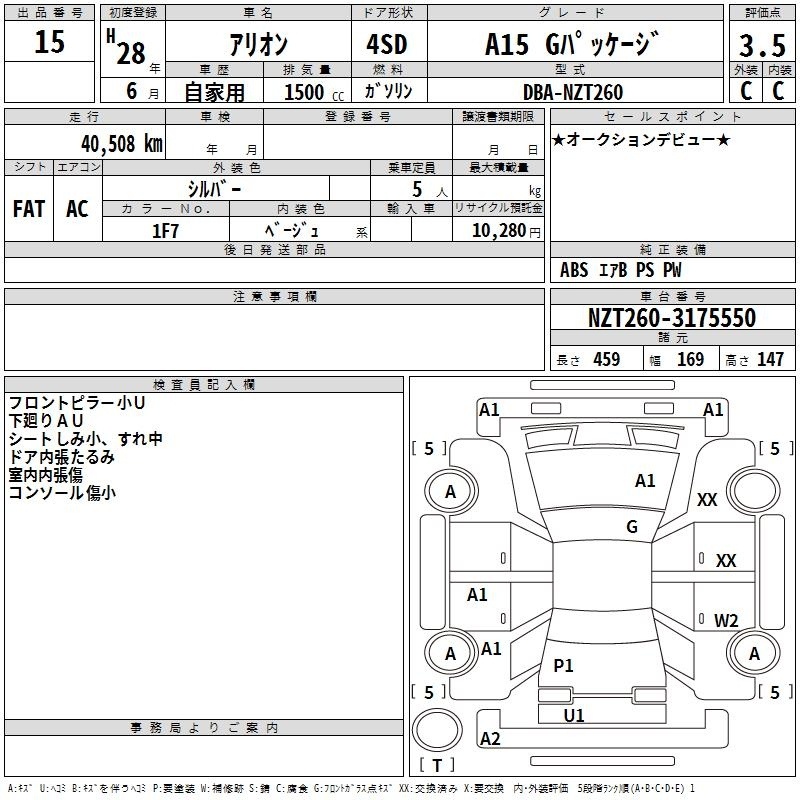 出品番号 初度登録 車名 ドア形状 グレード 評価点
15 H28年 アリオン 4SD A15 Gﾊﾟｯｹｰｼﾞ 3.5
車歴 排気量 燃料 型式 外装 内装
6月 自家用 1500 CC ｶﾞｿﾘﾝ DBA-NZT260 C C
走行 車検 登録番号 譲渡書類期限 セールスポイント
40,508 km 年 月 月 日 ★オークションデビュー★
シフト エアコン 外装色 乗車定員 最大積載量
FAT AC ｼﾙﾊﾞｰ 5 人 kg
カラーNo. 内装色 輸入車 リサイクル預託金
1F7 ﾍﾞｰｼﾞｭ 系 10,280 円
後日発送部品 純正装備
ABS ｴｱB PS PW
注意事項欄 車台番号
NZT260-3175550
諸元
長さ 459 幅 169 高さ 147
検査員記入欄
フロントピラー小U
下廻りAU
シートしみ小、すれ中
ドア内張たるみ
室内内張傷
コンソール傷小
事務局よりご案内
A1 A1
[ 5 ] [ 5 ]
A1
A XX
G
XX
A1
W2
A1
A A
P1
[ 5 ] [ 5 ]
U1
A2
[ T ]
A:ｷｽﾞ U:ﾍｺﾐ B:ｷｽﾞを伴うﾍｺﾐ P:要塗装 W:補修跡 S:錆 C:腐食 G:ﾌﾛﾝﾄｶﾞﾗｽ点ｷｽﾞ XX:交換済み X:要交換 内・外装評価 5段階ﾗﾝｸ順(A･B･C･D･E) 1